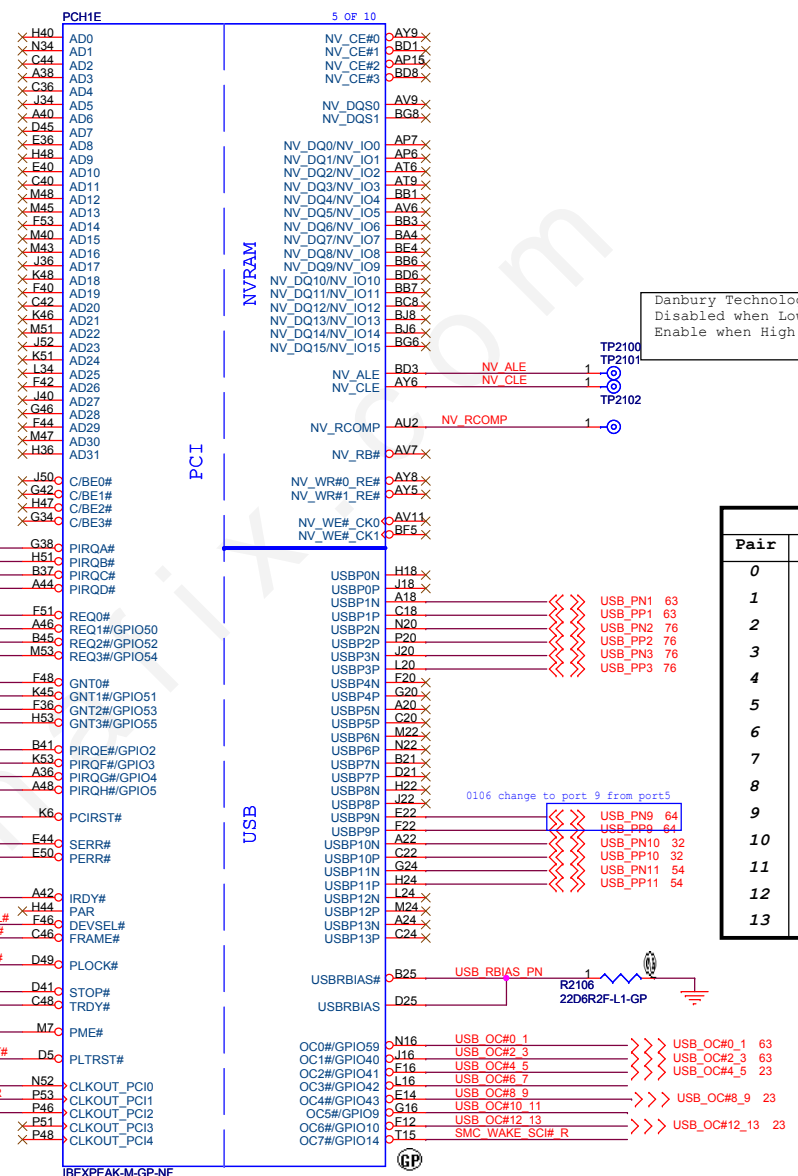 PCH1E
5 OF 10
H40 AD0
N34 AD1
C44 AD2
A38 AD3
C36 AD4
J34 AD5
A40 AD6
D45 AD7
E36 AD8
H48 AD9
E40 AD10
C40 AD11
M48 AD12
M45 AD13
F53 AD14
M40 AD15
M43 AD16
J36 AD17
K48 AD18
F40 AD19
C42 AD20
K46 AD21
M51 AD22
J52 AD23
K51 AD24
L34 AD25
F42 AD26
J40 AD27
G46 AD28
F44 AD29
M47 AD30
H36 AD31
J50 C/BE0#
G42 C/BE1#
H47 C/BE2#
G34 C/BE3#
G38 PIRQA#
H51 PIRQB#
B37 PIRQC#
A44 PIRQD#
F51 REQ0#
A46 REQ1#/GPIO50
B45 REQ2#/GPIO52
M53 REQ3#/GPIO54
F48 GNT0#
K45 GNT1#/GPIO51
F36 GNT2#/GPIO53
H53 GNT3#/GPIO55
B41 PIRQE#/GPIO2
K53 PIRQF#/GPIO3
A36 PIRQG#/GPIO4
A48 PIRQH#/GPIO5
K6 PCIRST#
E44 SERR#
E50 PERR#
A42 IRDY#
H44 PAR
F46 DEVSEL#
C46 FRAME#
D49 PLOCK#
D41 STOP#
C48 TRDY#
M7 PME#
D5 PLTRST#
N52 CLKOUT_PCI0
P53 CLKOUT_PCI1
P46 CLKOUT_PCI2
P51 CLKOUT_PCI3
P48 CLKOUT_PCI4
IBEXPEAK-M-GP-NF
PCI
NVRAM
USB
NV_CE#0 AY9
NV_CE#1 BD1
NV_CE#2 AP15
NV_CE#3 BD8
NV_DQS0 AV9
NV_DQS1 BG8
NV_DQ0/NV_IO0 AP7
NV_DQ1/NV_IO1 AP6
NV_DQ2/NV_IO2 AT6
NV_DQ3/NV_IO3 AT9
NV_DQ4/NV_IO4 BB1
NV_DQ5/NV_IO5 AV6
NV_DQ6/NV_IO6 BB3
NV_DQ7/NV_IO7 BA4
NV_DQ8/NV_IO8 BE4
NV_DQ9/NV_IO9 BB6
NV_DQ10/NV_IO10 BD6
NV_DQ11/NV_IO11 BB7
NV_DQ12/NV_IO12 BC8
NV_DQ13/NV_IO13 BJ8
NV_DQ14/NV_IO14 BJ6
NV_DQ15/NV_IO15 BG6
NV_ALE BD3 NV_ALE 1 TP2100
NV_CLE AY6 NV_CLE 1 TP2101
TP2102
NV_RCOMP AU2 NV_RCOMP 1
NV_RB# AV7
NV_WR#0_RE# AY8
NV_WR#1_RE# AY5
NV_WE#_CK0 AV11
NV_WE#_CK1 BF5
USBP0N H18
USBP0P J18
USBP1N A18 USB_PN1 63
USBP1P C18 USB_PP1 63
USBP2N N20 USB_PN2 76
USBP2P P20 USB_PP2 76
USBP3N J20 USB_PN3 76
USBP3P L20 USB_PP3 76
USBP4N F20
USBP4P G20
USBP5N A20
USBP5P C20
USBP6N M22
USBP6P N22
USBP7N B21
USBP7P D21
USBP8N H22
USBP8P J22
0106 change to port 9 from port5
USBP9N E22 USB_PN9 64
USBP9P F22 USB_PP9 64
USBP10N A22 USB_PN10 32
USBP10P C22 USB_PP10 32
USBP11N G24 USB_PN11 54
USBP11P H24 USB_PP11 54
USBP12N L24
USBP12P M24
USBP13N A24
USBP13P C24
USBRBIAS# B25 USB_RBIAS_PN 1
USBRBIAS D25
R2106
22D6R2F-L1-GP
OC0#/GPIO59 N16 USB_OC#0_1 USB_OC#0_1 63
OC1#/GPIO40 J16 USB_OC#2_3 USB_OC#2_3 63
OC2#/GPIO41 F16 USB_OC#4_5 USB_OC#4_5 23
OC3#/GPIO42 L16 USB_OC#6_7
OC4#/GPIO43 E14 USB_OC#8_9 USB_OC#8_9 23
OC5#/GPIO9 G16 USB_OC#10_11
OC6#/GPIO10 F12 USB_OC#12_13 USB_OC#12_13 23
OC7#/GPIO14 T15 SMC_WAKE_SCI#_R
GP
Danbury Technolo
Disabled when Lo
Enable when High
Pair
0
1
2
3
4
5
6
7
8
9
10
11
12
13